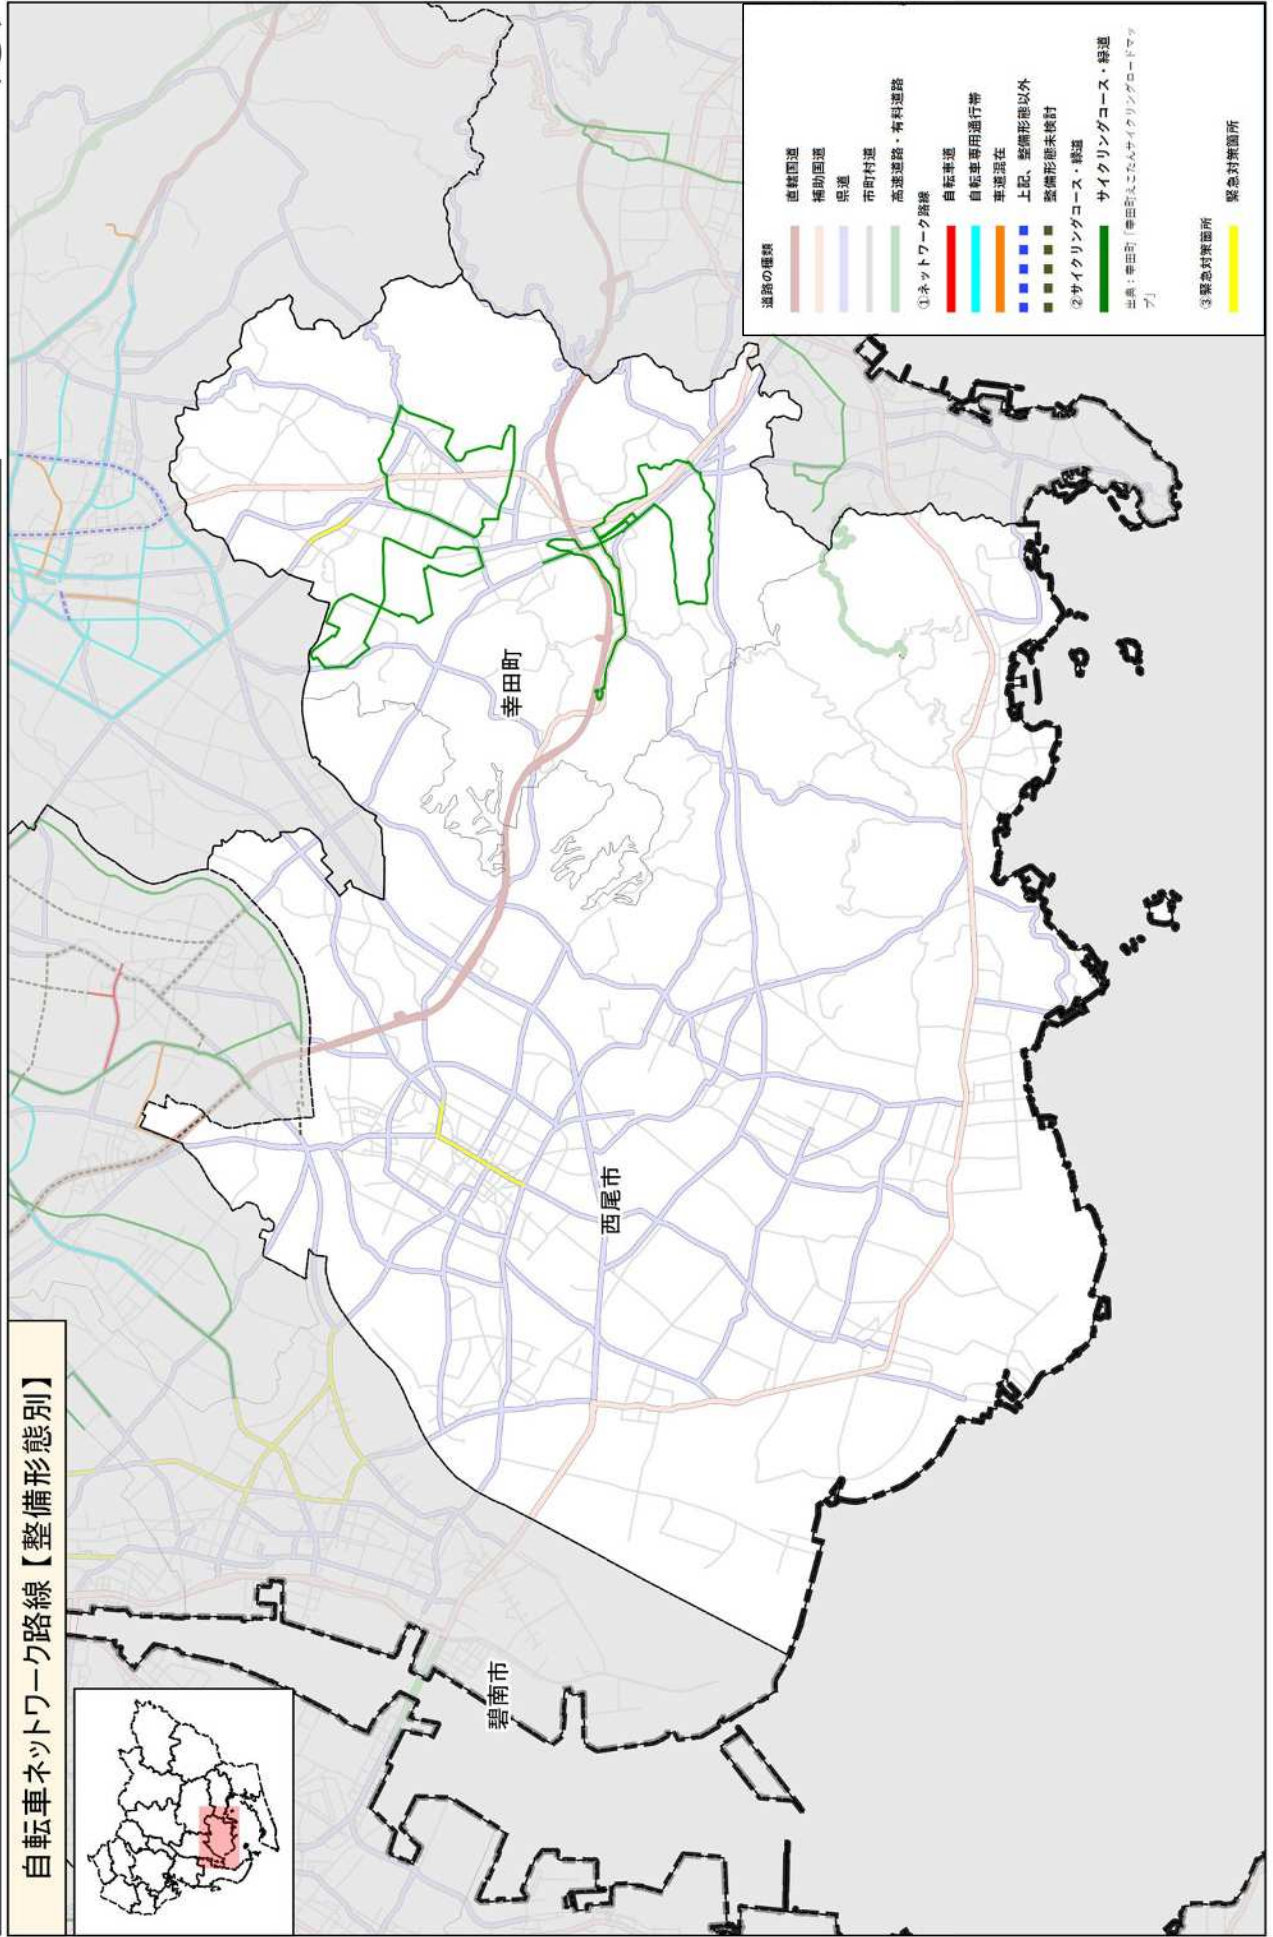 自転車ネットワーク路線【整備形態別】
碧南市
西尾市
幸田町
道路の種類
直轄国道
補助国道
県道
市町村道
高速道路・有料道路
①ネットワーク路線
自転車道
自転車専用通行帯
車道混在
上記、整備形態以外
整備形態未検討
②サイクリングコース・緑道
サイクリングコース・緑道
出典：幸田町「幸田町えこたんサイクリングロードマッ
プ」
③緊急対策箇所
緊急対策箇所